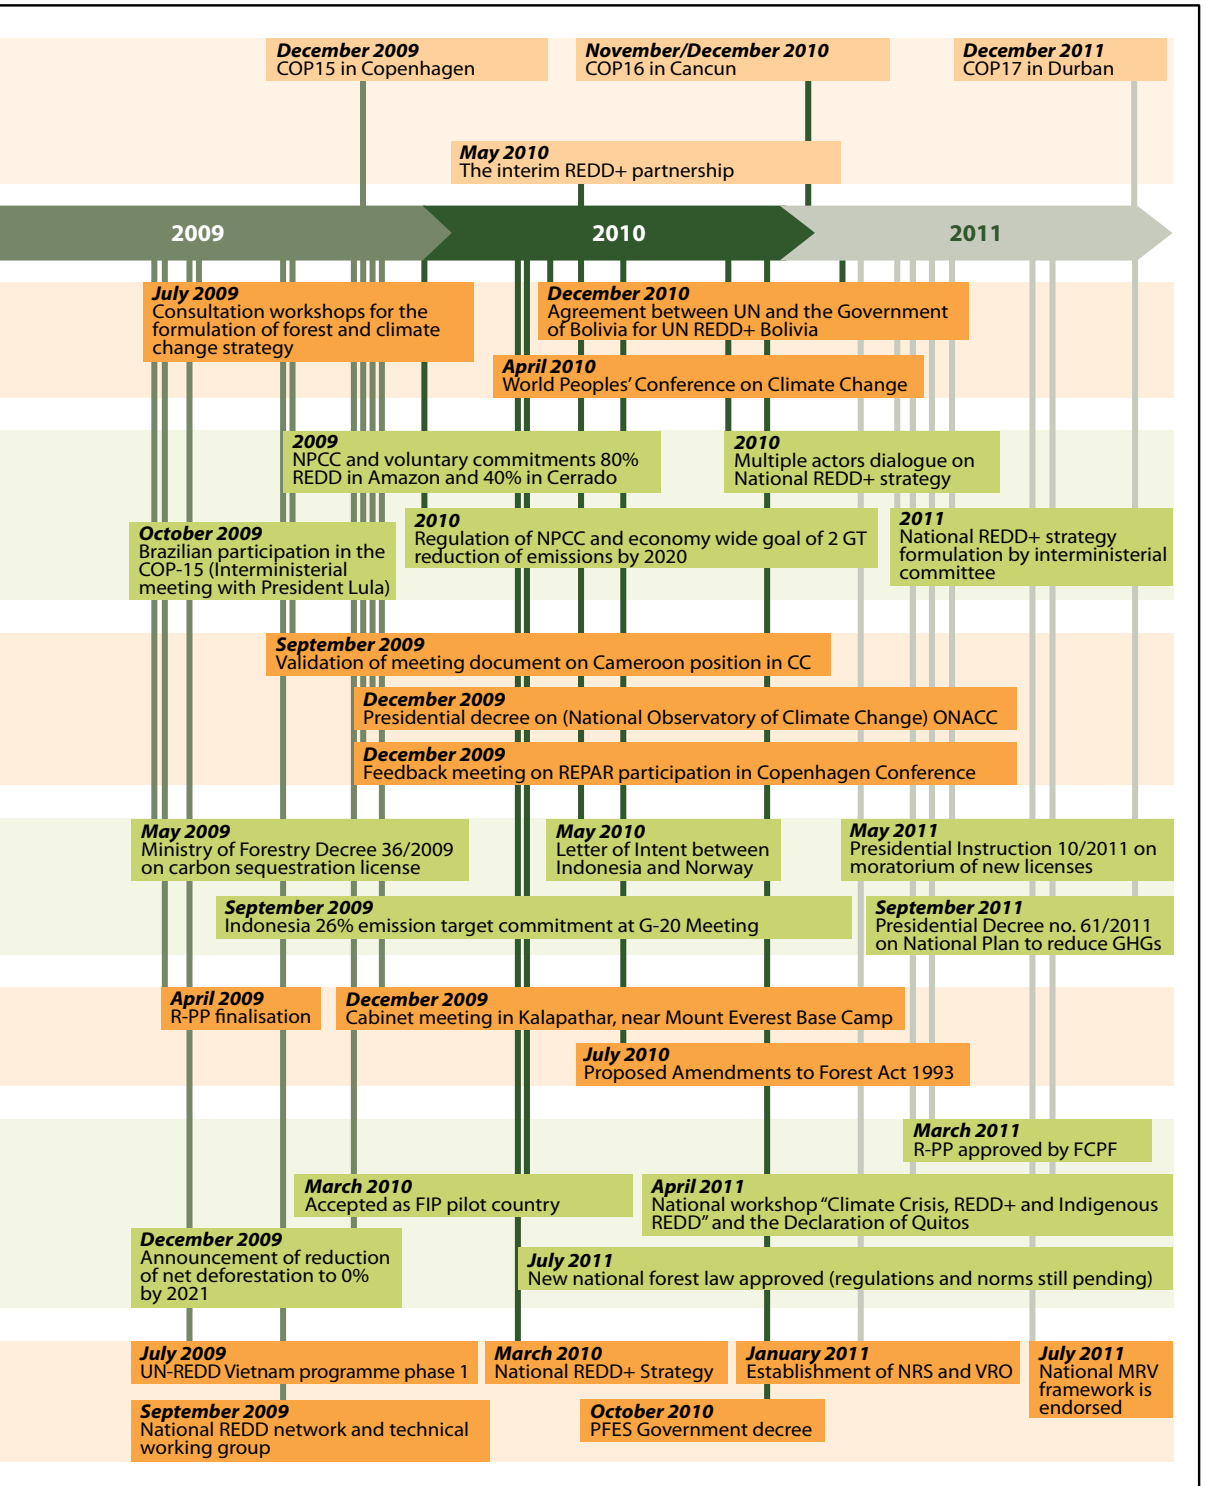 December 2009
COP15 in Copenhagen
November/December 2010
COP16 in Cancun
December 2011
COP17 in Durban
May 2010
The interim REDD+ partnership
2009
2010
2011
July 2009
Consultation workshops for the
formulation of forest and climate
change strategy
December 2010
Agreement between UN and the Government
of Bolivia for UN REDD+ Bolivia
April 2010
World Peoples' Conference on Climate Change
2009
NPCC and voluntary commitments 80%
REDD in Amazon and 40% in Cerrado
2010
Multiple actors dialogue on
National REDD+ strategy
October 2009
Brazilian participation in the
COP-15 (Interministerial
meeting with President Lula)
2010
Regulation of NPCC and economy wide goal of 2 GT
reduction of emissions by 2020
2011
National REDD+ strategy
formulation by interministerial
committee
September 2009
Validation of meeting document on Cameroon position in CC
December 2009
Presidential decree on (National Observatory of Climate Change) ONACC
December 2009
Feedback meeting on REPAR participation in Copenhagen Conference
May 2009
Ministry of Forestry Decree 36/2009
on carbon sequestration license
May 2010
Letter of Intent between
Indonesia and Norway
May 2011
Presidential Instruction 10/2011 on
moratorium of new licenses
September 2009
Indonesia 26% emission target commitment at G-20 Meeting
September 2011
Presidential Decree no. 61/2011
on National Plan to reduce GHGs
April 2009
R-PP finalisation
December 2009
Cabinet meeting in Kalapathar, near Mount Everest Base Camp
July 2010
Proposed Amendments to Forest Act 1993
March 2011
R-PP approved by FCPF
March 2010
Accepted as FIP pilot country
April 2011
National workshop "Climate Crisis, REDD+ and Indigenous
REDD" and the Declaration of Quitos
December 2009
Announcement of reduction
of net deforestation to 0%
by 2021
July 2011
New national forest law approved (regulations and norms still pending)
July 2009
UN-REDD Vietnam programme phase 1
March 2010
National REDD+ Strategy
January 2011
Establishment of NRS and VRO
July 2011
National MRV
framework is
endorsed
September 2009
National REDD network and technical
working group
October 2010
PFES Government decree